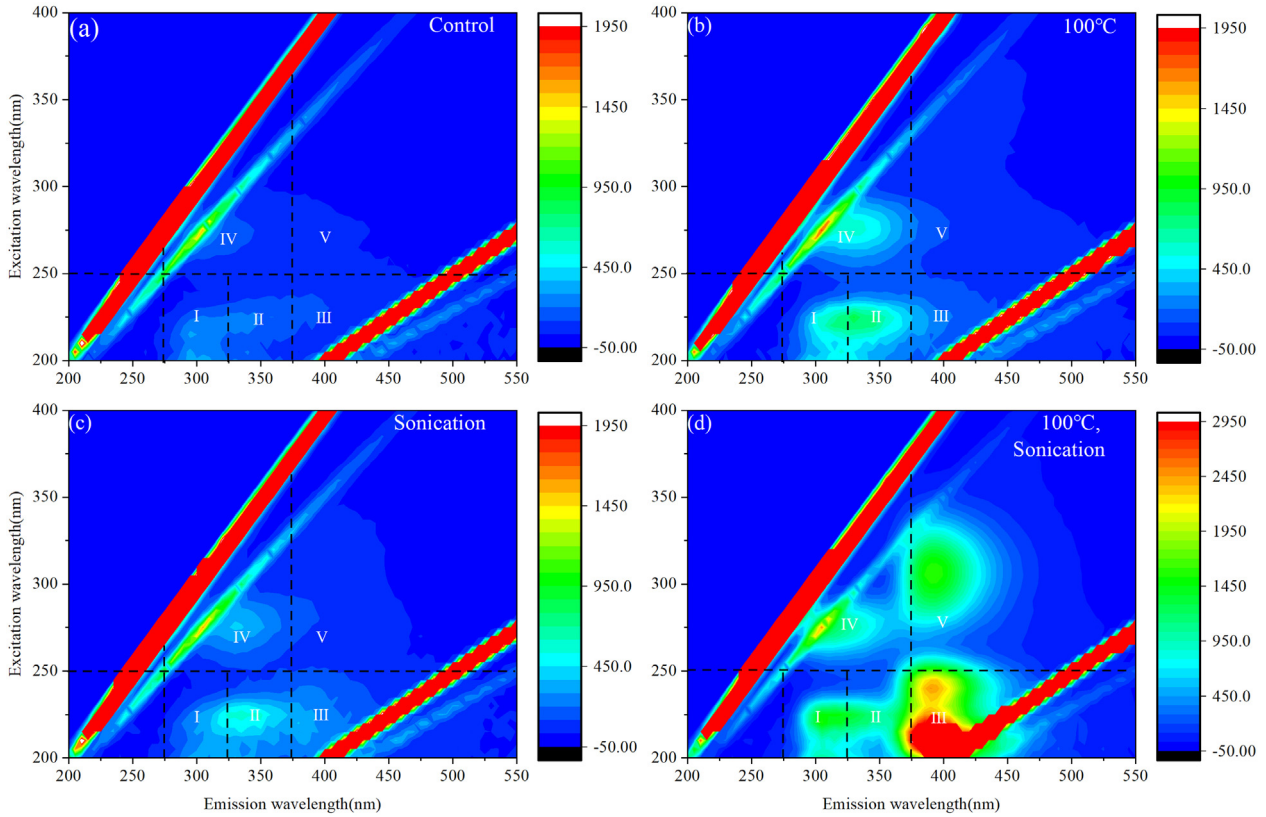 (a)
Control
Excitation wavelength(nm)
400
350
300
250
200
I
II
III
IV
V
200 250 300 350 400 450 500 550
1950
1450
950.0
450.0
-50.00
(b)
100℃
400
350
300
250
200
I
II
III
IV
V
200 250 300 350 400 450 500 550
1950
1450
950.0
450.0
-50.00
(c)
Sonication
Excitation wavelength(nm)
400
350
300
250
200
I
II
III
IV
V
200 250 300 350 400 450 500 550
Emission wavelength(nm)
1950
1450
950.0
450.0
-50.00
(d)
100℃,
Sonication
400
350
300
250
200
I
II
III
IV
V
200 250 300 350 400 450 500 550
Emission wavelength(nm)
2950
2450
1950
1450
950.0
450.0
-50.00